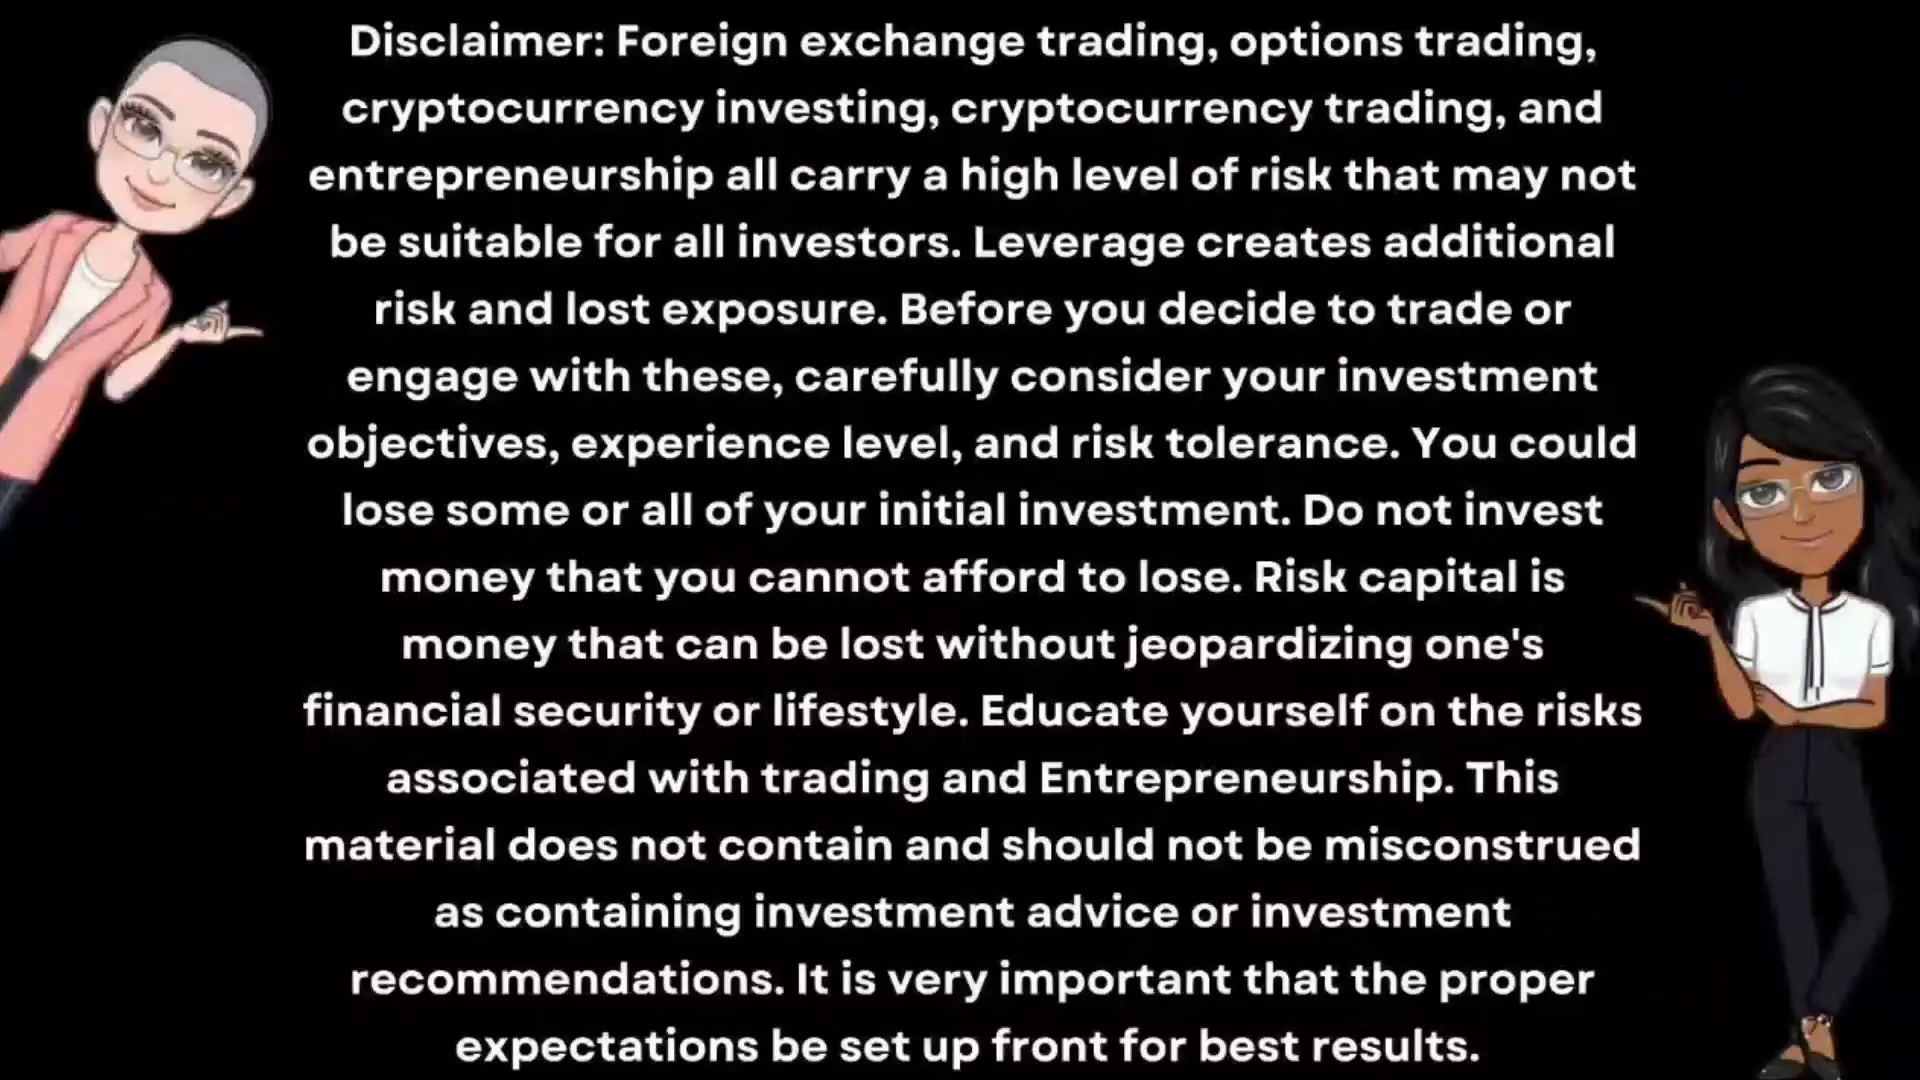 Disclaimer: Foreign exchange trading, options trading,
cryptocurrency investing, cryptocurrency trading, and
entrepreneurship all carry a high level of risk that may not
be suitable for all investors. Leverage creates additional
risk and lost exposure. Before you decide to trade or
engage with these, carefully consider your investment
objectives, experience level, and risk tolerance. You could
lose some or all of your initial investment. Do not invest
money that you cannot afford to lose. Risk capital is
money that can be lost without jeopardizing one's
financial security or lifestyle. Educate yourself on the risks
associated with trading and Entrepreneurship. This
material does not contain and should not be misconstrued
as containing investment advice or investment
recommendations. It is very important that the proper
expectations be set up front for best results.